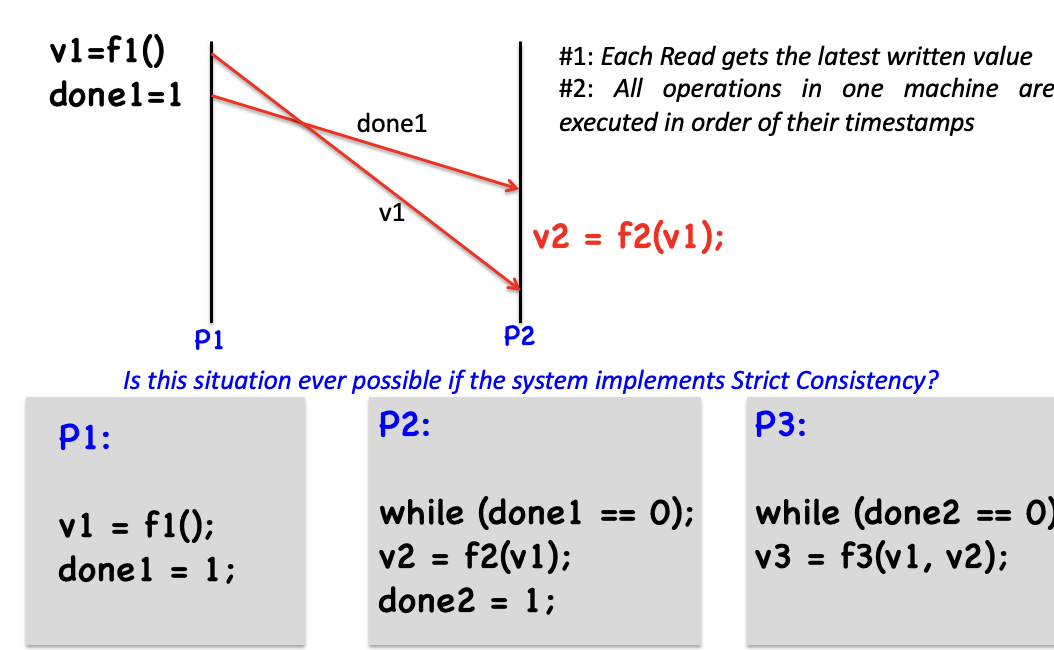 v1=f1()
done1=1
#1: Each Read gets the latest written value
#2: All operations in one machine are
executed in order of their timestamps
done1
v1
v2 = f2(v1);
P1
P2
Is this situation ever possible if the system implements Strict Consistency?
P1:
v1 = f1();
done1 = 1;
P2:
while (done1 == 0);
v2 = f2(v1);
done2 = 1;
P3:
while (done2 == 0)
v3 = f3(v1, v2);